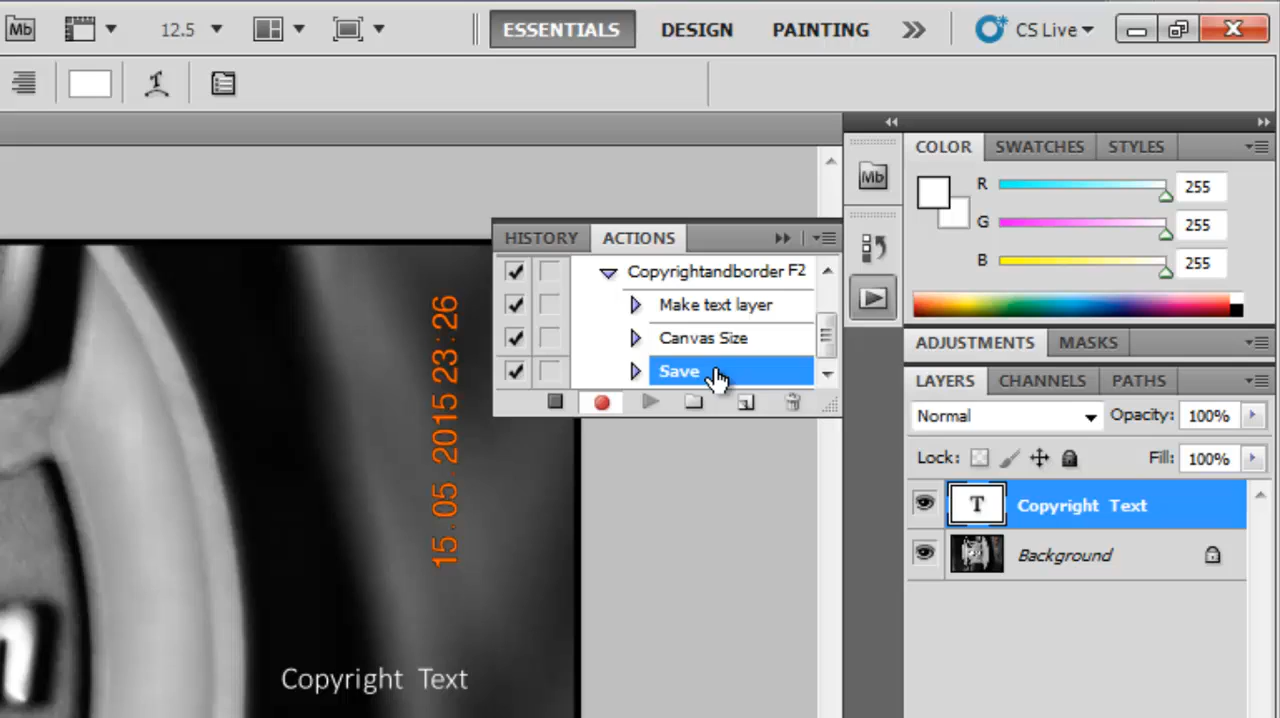 Mb
12.5
ESSENTIALS
DESIGN
PAINTING
CS Live
T
COLOR
SWATCHES
STYLES
Mb
R
255
G
255
B
255
HISTORY
ACTIONS
Copyrightandborder F2
Make text layer
Canvas Size
Save
ADJUSTMENTS
MASKS
LAYERS
CHANNELS
PATHS
Normal
Opacity: 100%
Lock:
Fill: 100%
T
Copyright Text
Background
15.05 2015 23:26
Copyright Text